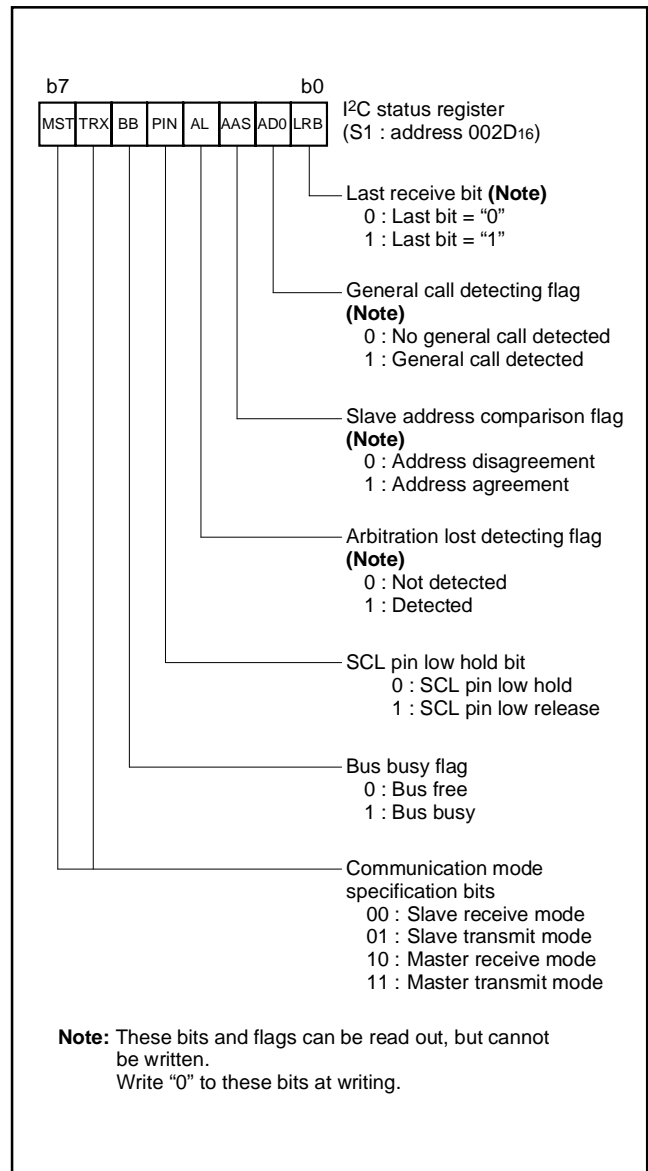 b7 b0
MST TRX BB PIN AL AAS AD0 LRB
I2C status register
(S1 : address 002D16)
Last receive bit (Note)
0 : Last bit = “0”
1 : Last bit = “1”
General call detecting flag
(Note)
0 : No general call detected
1 : General call detected
Slave address comparison flag
(Note)
0 : Address disagreement
1 : Address agreement
Arbitration lost detecting flag
(Note)
0 : Not detected
1 : Detected
SCL pin low hold bit
0 : SCL pin low hold
1 : SCL pin low release
Bus busy flag
0 : Bus free
1 : Bus busy
Communication mode
specification bits
00 : Slave receive mode
01 : Slave transmit mode
10 : Master receive mode
11 : Master transmit mode
Note: These bits and flags can be read out, but cannot
be written.
Write “0” to these bits at writing.